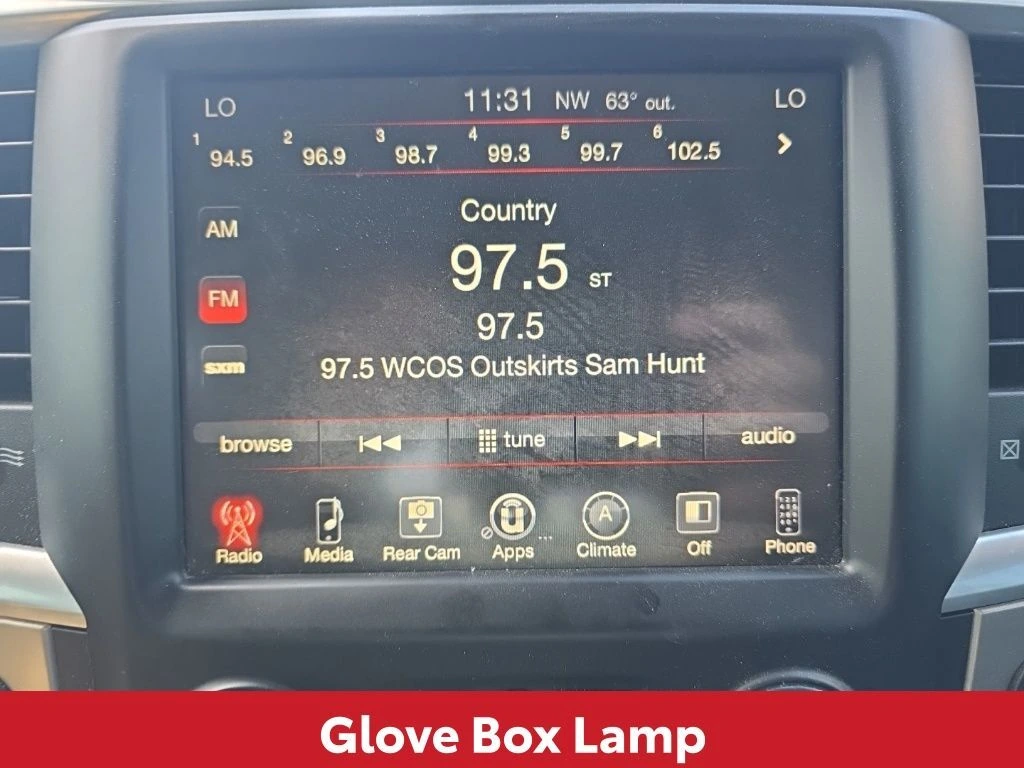 LO 11:31 NW 63° out. LO
1 94.5 2 96.9 3 98.7 4 99.3 5 99.7 6 102.5
Country
AM
97.5 ST
FM
97.5
sxm
97.5 WCOS Outskirts Sam Hunt
browse tune audio
A
Radio Media Rear Cam Apps Climate Off Phone
Glove Box Lamp